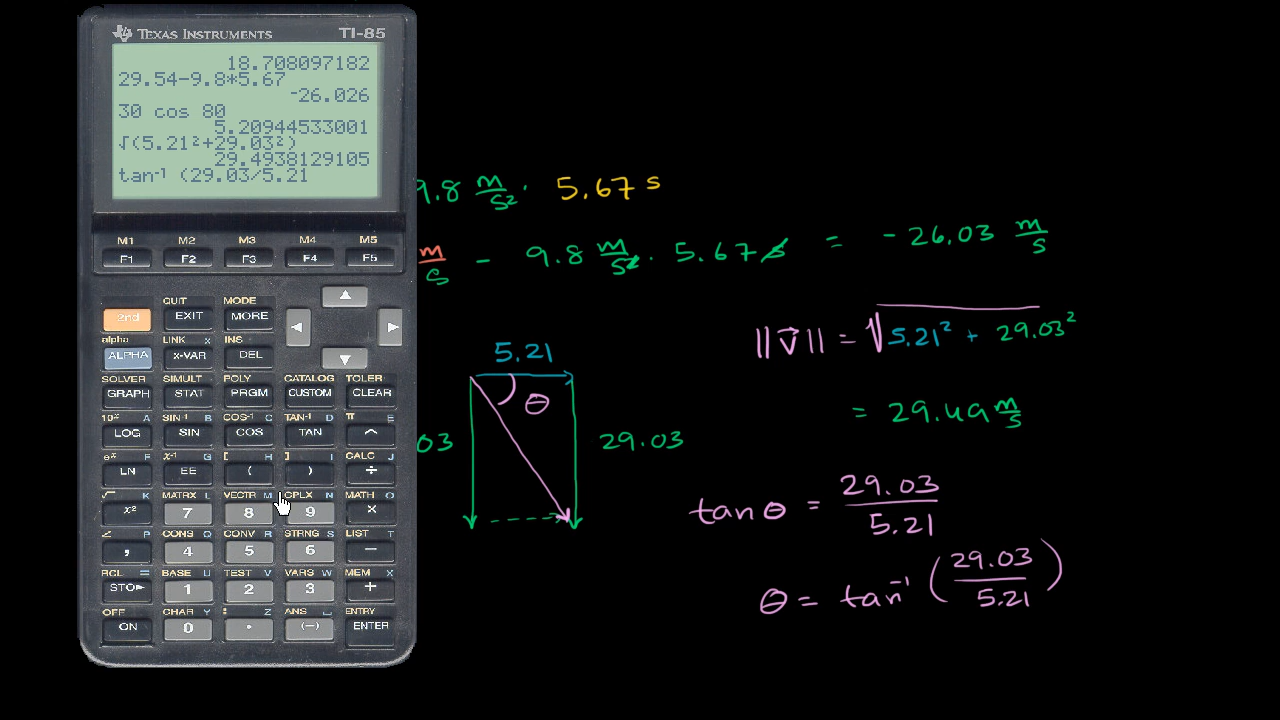 TEXAS INSTRUMENTS TI-85
18.708097182
29.54-9.8*5.67
-26.026
30 cos 80
5.20944533001
√(5.21²+29.03²)
29.4938129105
tan⁻¹ (29.03/5.21
M1 M2 M3 M4 M5
F1 F2 F3 F4 F5
QUIT MODE
2nd EXIT MORE
alpha LINK X INS
ALPHA x-VAR DEL
SOLVER SIMULT POLY CATALOG TOLER
GRAPH STAT PRGM CUSTOM CLEAR
10ˣ A SIN⁻¹ B COS⁻¹ C TAN⁻¹ D π E
LOG SIN COS TAN ^
eˣ F x⁻¹ G [ H ] I CALC J
LN EE ( ) ÷
√ K MATRX L VECTR M CPLX N MATH O
x² 7 8 9 ×
∠ P CONS Q CONV R STRNG S LIST T
, 4 5 6 −
RCL = BASE U TEST V VARS W MEM X
STO► 1 2 3 +
OFF CHAR Y : Z ANS ␣ ENTRY
ON 0 . (−) ENTER
9.8 m/s² · 5.67 s
m/s - 9.8 m/s² · 5.67 s = -26.03 m/s
||v⃗|| = √5.21² + 29.03²
5.21
θ
= 29.49 m/s
03 29.03
tan θ = 29.03/5.21
θ = tan⁻¹ (29.03/5.21)